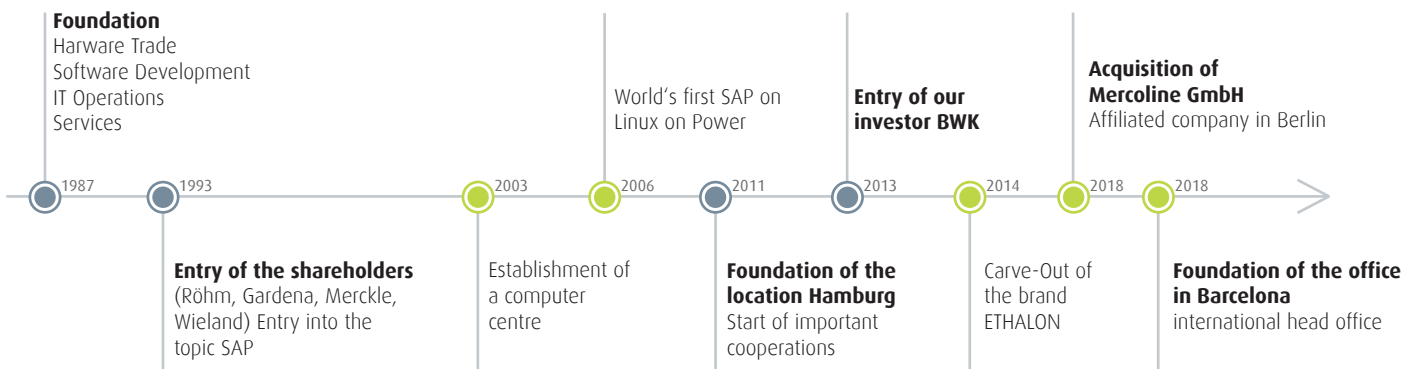 Foundation
Harware Trade
Software Development
IT Operations
Services
World's first SAP on
Linux on Power
Entry of our
investor BWK
Acquisition of
Mercoline GmbH
Affiliated company in Berlin
1987
1993
2003
2006
2011
2013
2014
2018
2018
Entry of the shareholders
(Röhm, Gardena, Merckle,
Wieland) Entry into the
topic SAP
Establishment of
a computer
centre
Foundation of the
location Hamburg
Start of important
cooperations
Carve-Out of
the brand
ETHALON
Foundation of the office
in Barcelona
international head office